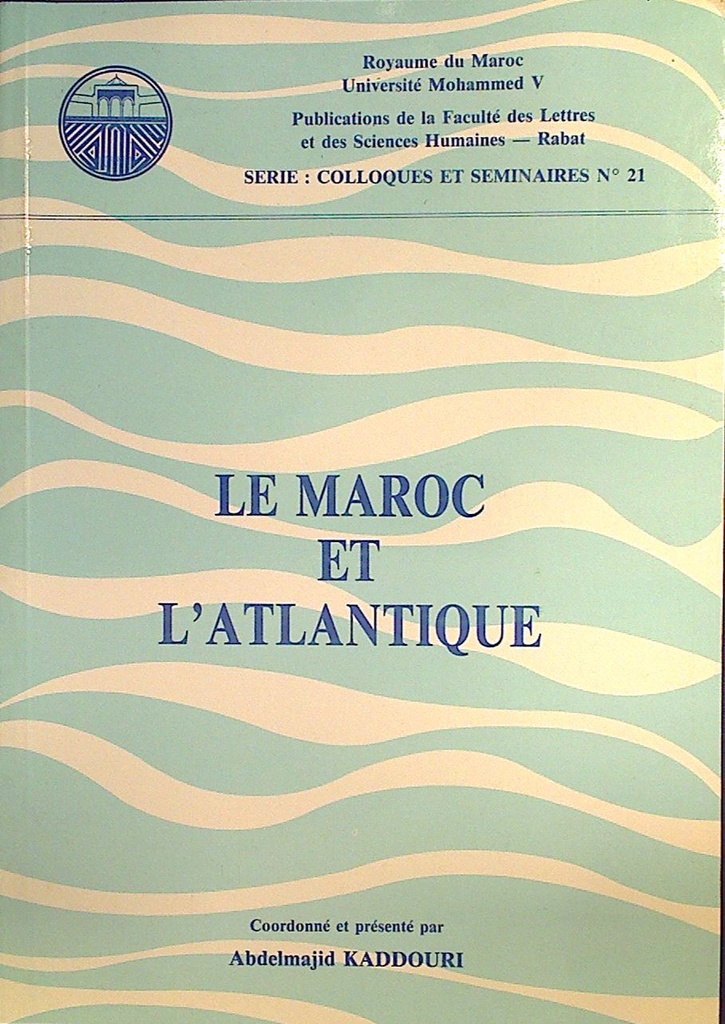 Royaume du Maroc
Université Mohammed V
Publications de la Faculté des Lettres
et des Sciences Humaines — Rabat
SERIE : COLLOQUES ET SEMINAIRES N° 21
LE MAROC
ET
L'ATLANTIQUE
Coordonné et présenté par
Abdelmajid KADDOURI